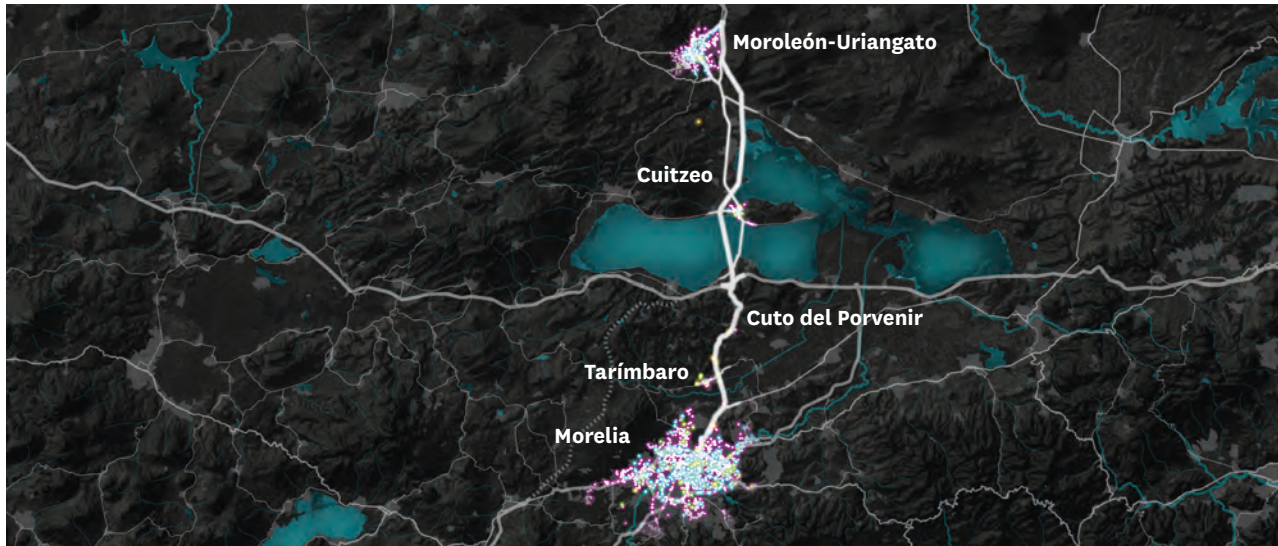 Moroleón-Uriangato
Cuitzeo
Cuto del Porvenir
Tarímbaro
Morelia